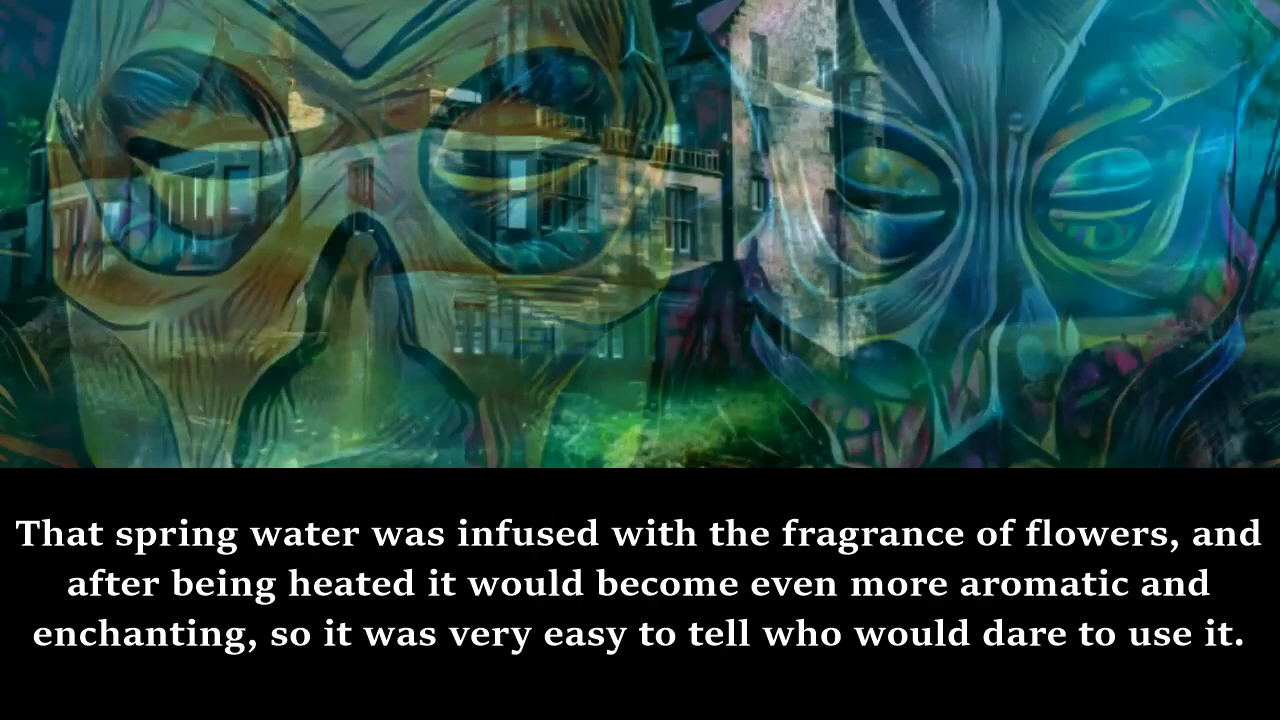 That spring water was infused with the fragrance of flowers, and
after being heated it would become even more aromatic and
enchanting, so it was very easy to tell who would dare to use it.